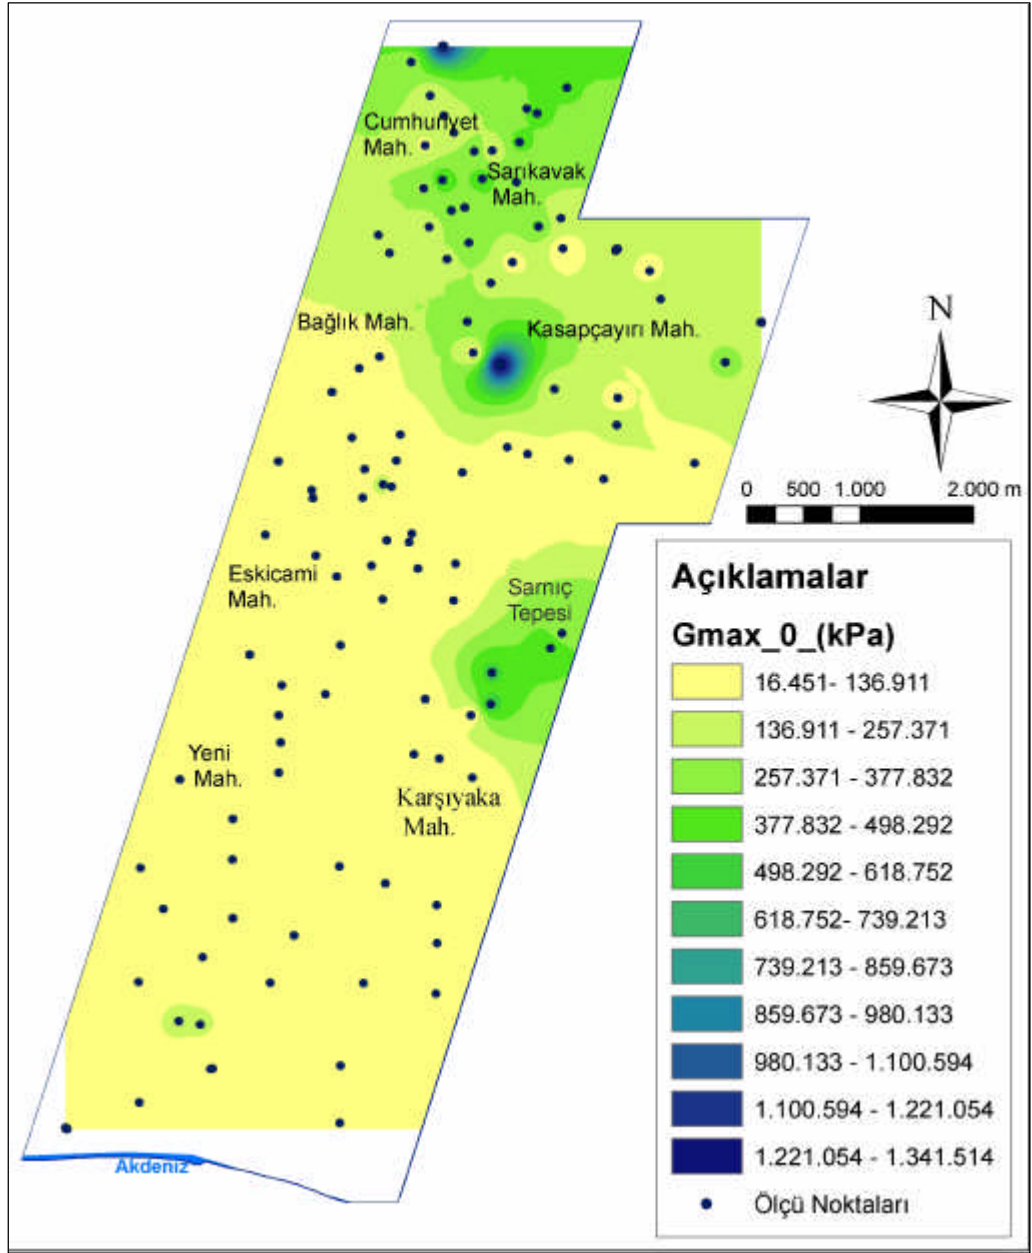 Cumhuriyet
Mah.
Sarıkavak
Mah.
Bağlık Mah.
Kasapçayırı Mah.
N
0 500 1.000 2.000 m
Eskicami
Mah.
Sarnıç
Tepesi
Yeni
Mah.
Karşıyaka
Mah.
Akdeniz
Açıklamalar
Gmax_0_(kPa)
16.451- 136.911
136.911 - 257.371
257.371 - 377.832
377.832 - 498.292
498.292 - 618.752
618.752- 739.213
739.213 - 859.673
859.673 - 980.133
980.133 - 1.100.594
1.100.594 - 1.221.054
1.221.054 - 1.341.514
Ölçü Noktaları